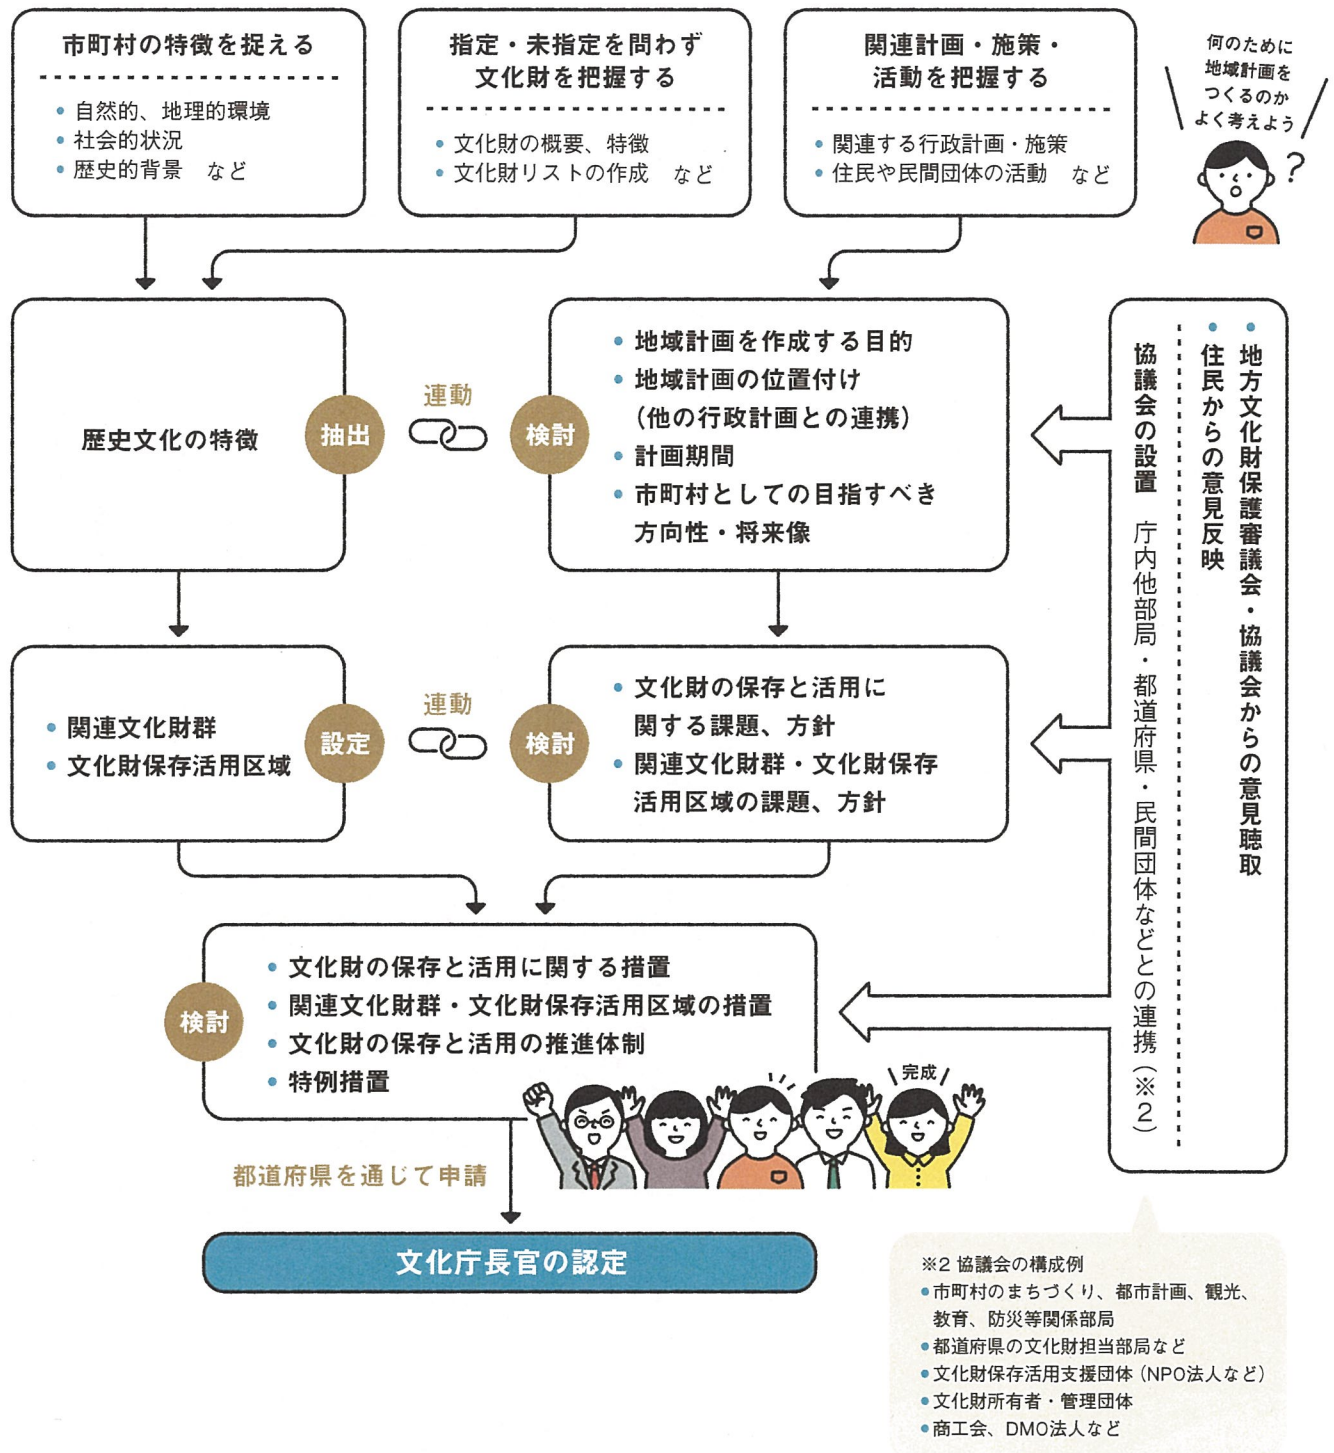 市町村の特徴を捉える
• 自然的、地理的環境
• 社会的状況
• 歴史的背景　など
指定・未指定を問わず
文化財を把握する
• 文化財の概要、特徴
• 文化財リストの作成　など
関連計画・施策・
活動を把握する
• 関連する行政計画・施策
• 住民や民間団体の活動　など
何のために
地域計画を
つくるのか
よく考えよう
?
歴史文化の特徴
抽出
連動
検討
• 地域計画を作成する目的
• 地域計画の位置付け
（他の行政計画との連携）
• 計画期間
• 市町村としての目指すべき
方向性・将来像
• 地方文化財保護審議会・協議会からの意見聴取
• 住民からの意見反映
協議会の設置　庁内他部局・都道府県・民間団体などとの連携（※2）
• 関連文化財群
• 文化財保存活用区域
設定
連動
検討
• 文化財の保存と活用に
関する課題、方針
• 関連文化財群・文化財保存
活用区域の課題、方針
検討
• 文化財の保存と活用に関する措置
• 関連文化財群・文化財保存活用区域の措置
• 文化財の保存と活用の推進体制
• 特例措置
完成
都道府県を通じて申請
文化庁長官の認定
※2 協議会の構成例
• 市町村のまちづくり、都市計画、観光、
教育、防災等関係部局
• 都道府県の文化財担当部局など
• 文化財保存活用支援団体（NPO法人など）
• 文化財所有者・管理団体
• 商工会、DMO法人など